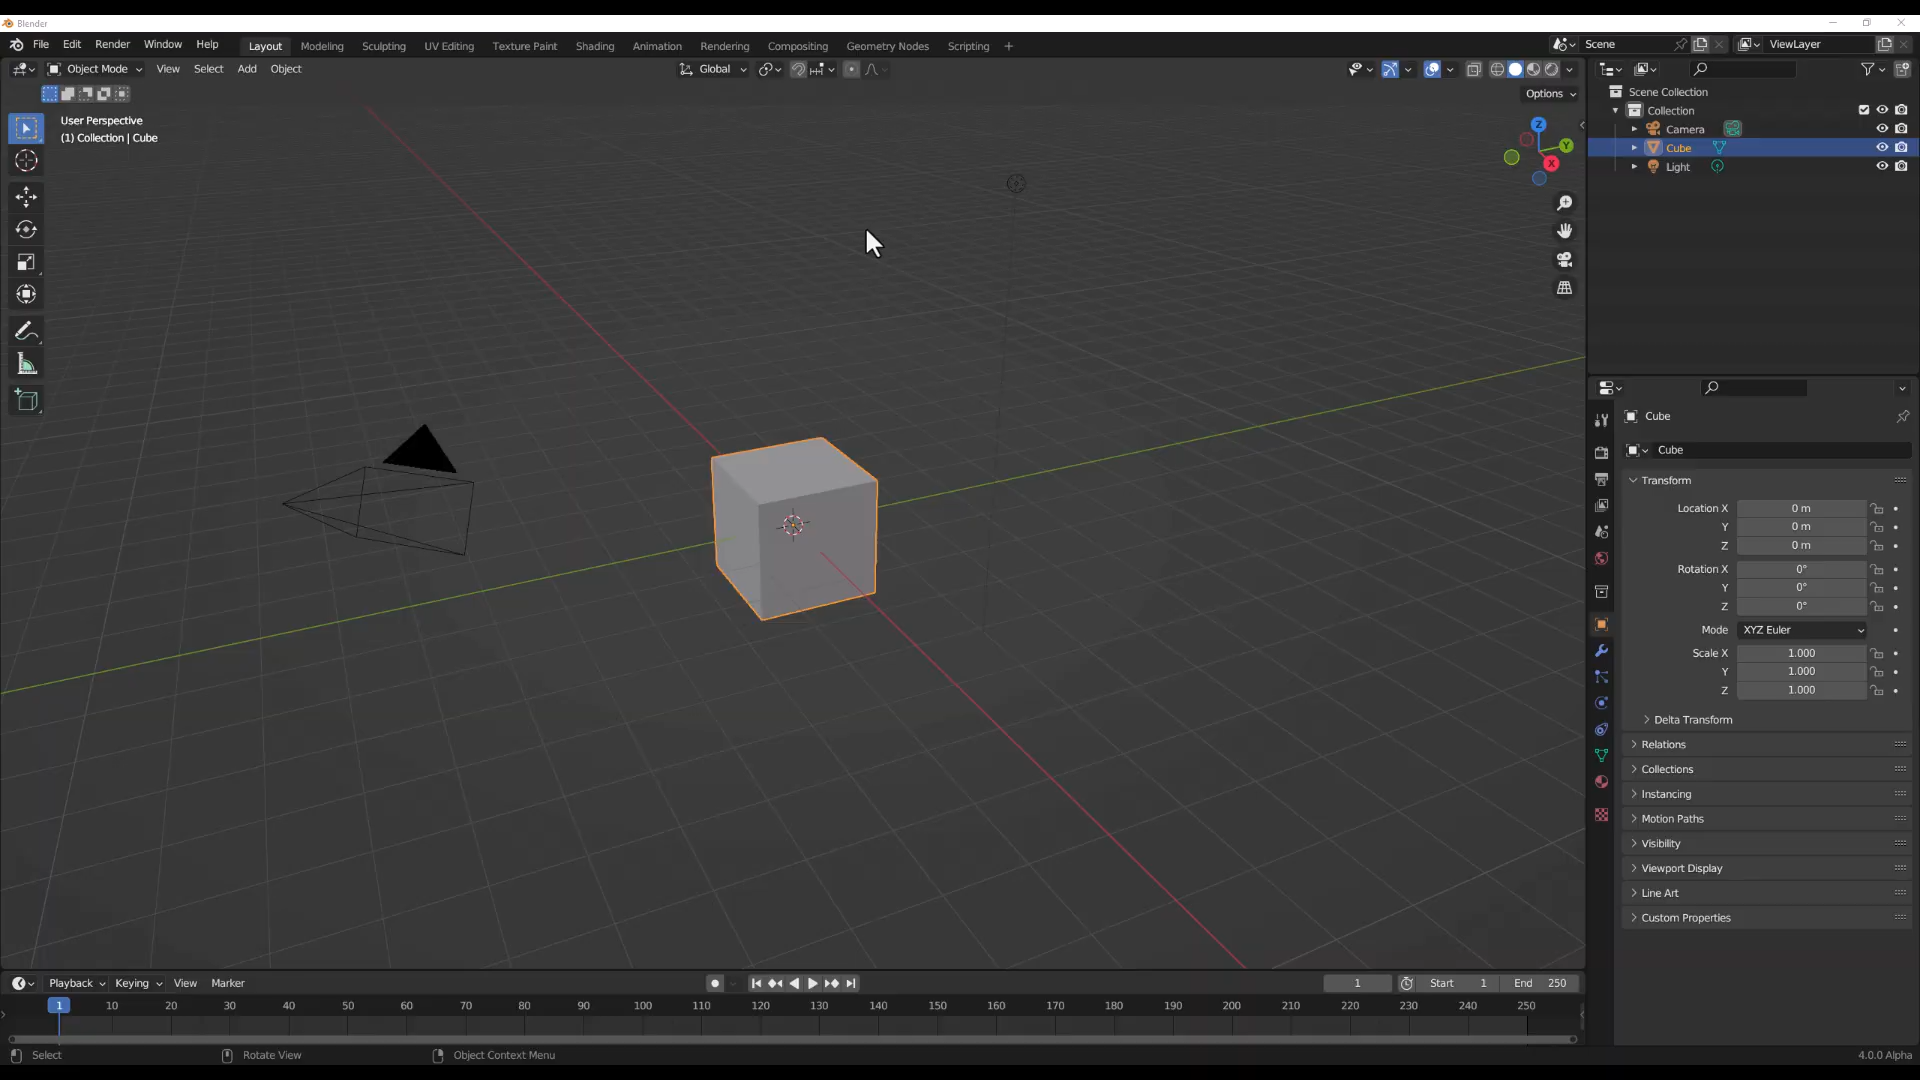 Blender
File Edit Render Window Help Layout Modeling Sculpting UV Editing Texture Paint Shading Animation Rendering Compositing Geometry Nodes Scripting + Scene ViewLayer
Object Mode View Select Add Object Global
Options
User Perspective
(1) Collection | Cube
Z
Y
X
Scene Collection
Collection
Camera
Cube
Light
Cube
Cube
Transform
Location X 0 m
Y 0 m
Z 0 m
Rotation X 0°
Y 0°
Z 0°
Mode XYZ Euler
Scale X 1.000
Y 1.000
Z 1.000
Delta Transform
Relations
Collections
Instancing
Motion Paths
Visibility
Viewport Display
Line Art
Custom Properties
Playback Keying View Marker 1 Start 1 End 250
1 10 20 30 40 50 60 70 80 90 100 110 120 130 140 150 160 170 180 190 200 210 220 230 240 250
Select Rotate View Object Context Menu 4.0.0 Alpha